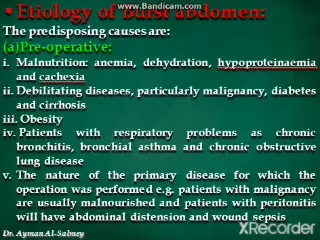 www.Bandicam.com
•Etiology of burst abdomen:
The predisposing causes are:
(a)Pre-operative:
i. Malnutrition: anemia, dehydration, hypoproteinaemia
and cachexia
ii. Debilitating diseases, particularly malignancy, diabetes
and cirrhosis
iii. Obesity
iv. Patients with respiratory problems as chronic
bronchitis, bronchial asthma and chronic obstructive
lung disease
v. The nature of the primary disease for which the
operation was performed e.g. patients with malignancy
are usually malnourished and patients with peritonitis
will have abdominal distension and wound sepsis
Dr. Ayman Al-Sabney
XRecorder